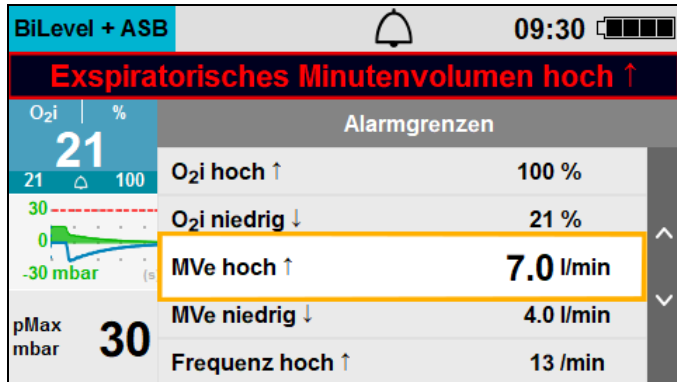 BiLevel + ASB 09:30
Exspiratorisches Minutenvolumen hoch ↑
O₂i %
21
21 100
30
0
-30 mbar (s
pMax
mbar 30
Alarmgrenzen
O₂i hoch ↑ 100 %
O₂i niedrig ↓ 21 %
MVe hoch ↑ 7.0 l/min
MVe niedrig ↓ 4.0 l/min
Frequenz hoch ↑ 13 /min